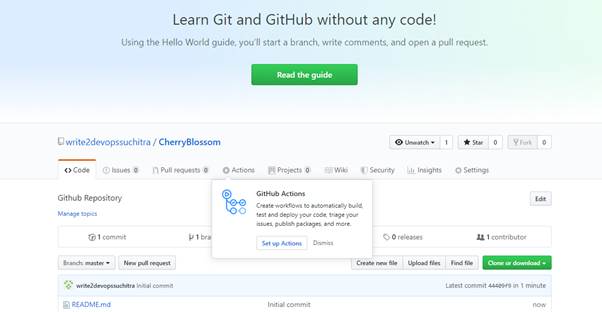 Learn Git and GitHub without any code!
Using the Hello World guide, you'll start a branch, write comments, and open a pull request.
Read the guide
write2devopssuchitra / CherryBlossom
Unwatch 1 Star 0 Fork 0
Code Issues 0 Pull requests 0 Actions Projects 0 Wiki Security Insights Settings
Github Repository Edit
Manage topics
GitHub Actions
Create workflows to automatically build,
test and deploy your code, triage your
issues, publish packages, and more.
Set up Actions Dismiss
1 commit 1 bra 0 releases 1 contributor
Branch: master New pull request Create new file Upload files Find file Clone or download
write2devopssuchitra Initial commit Latest commit in 1 minute
README.md Initial commit now